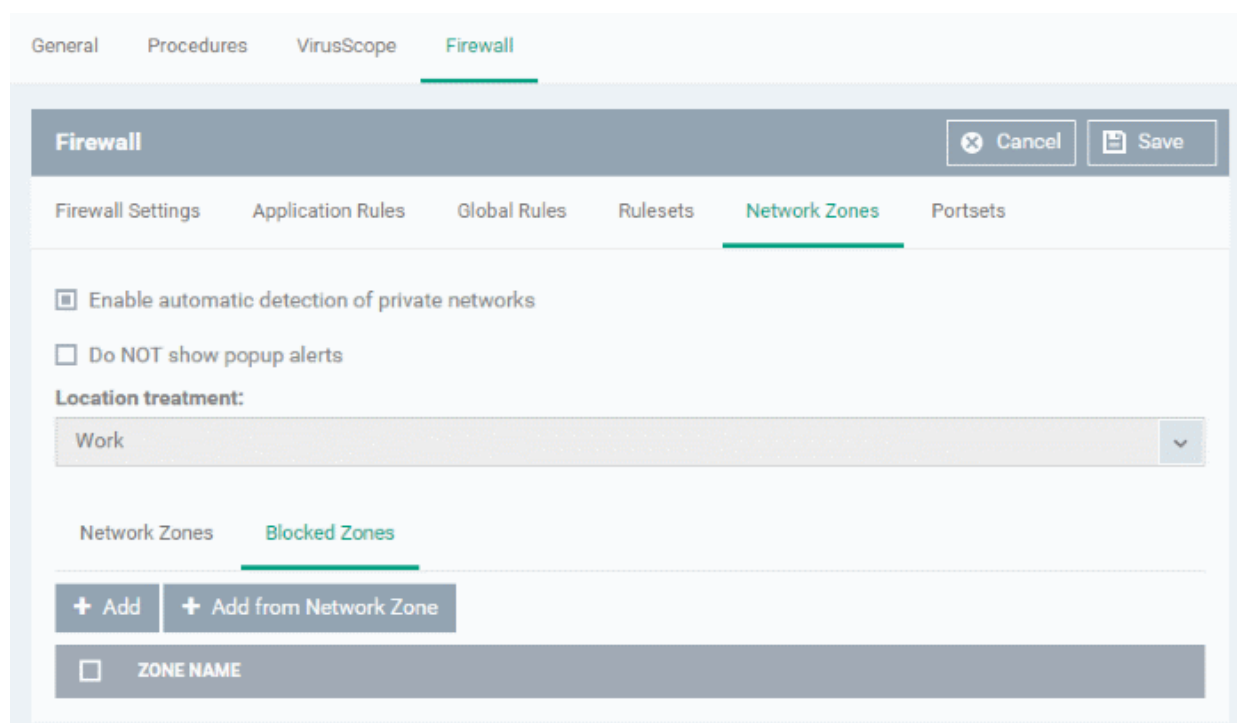 General Procedures VirusScope Firewall
Firewall Cancel Save
Firewall Settings Application Rules Global Rules Rulesets Network Zones Portsets
Enable automatic detection of private networks
Do NOT show popup alerts
Location treatment:
Work
Network Zones Blocked Zones
+ Add + Add from Network Zone
ZONE NAME